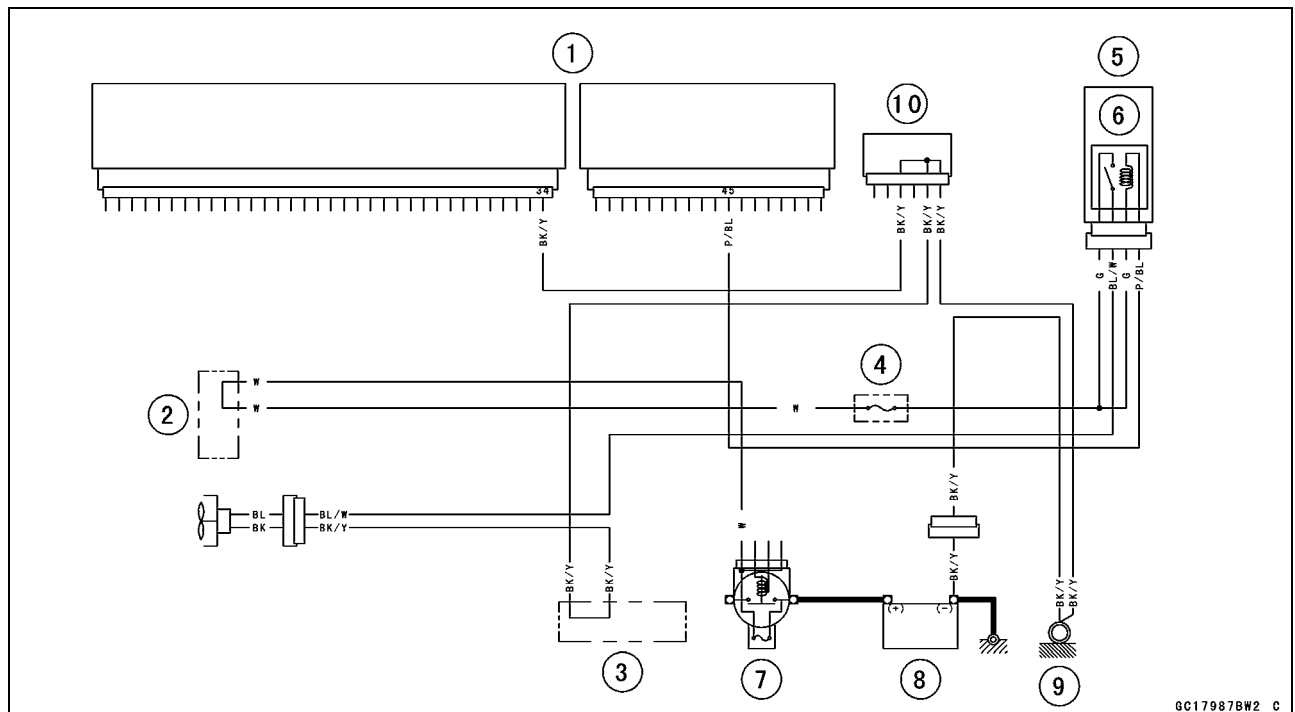 1
5
10
6
34
45
BK/Y
P/BL
BK/Y
BK/Y
BK/Y
G
BL/W
G
P/BL
4
W
W
W
2
BK/Y
BL
BL/W
BK
BK/Y
W
BK/Y
BK/Y
BK/Y
BK/Y
BK/Y
(+)
(-)
3
7
8
9
GC17987BW2 C